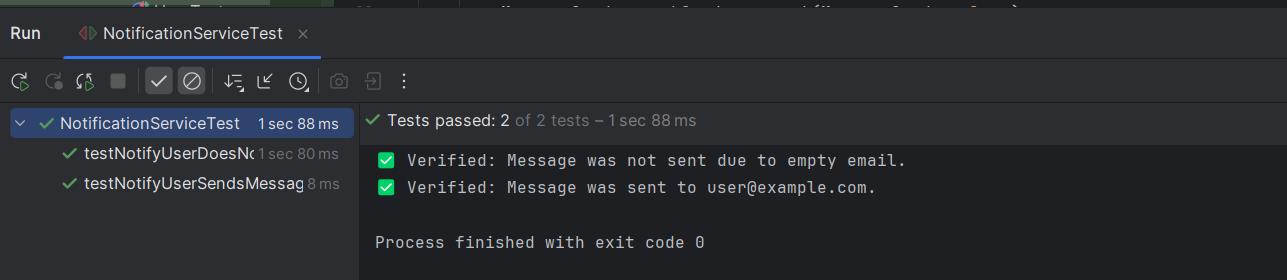 Run NotificationServiceTest
NotificationServiceTest 1 sec 88 ms
Tests passed: 2 of 2 tests – 1 sec 88 ms
testNotifyUserDoesNo 1 sec 80 ms
testNotifyUserSendsMessag 8 ms
Verified: Message was not sent due to empty email.
Verified: Message was sent to user@example.com.
Process finished with exit code 0